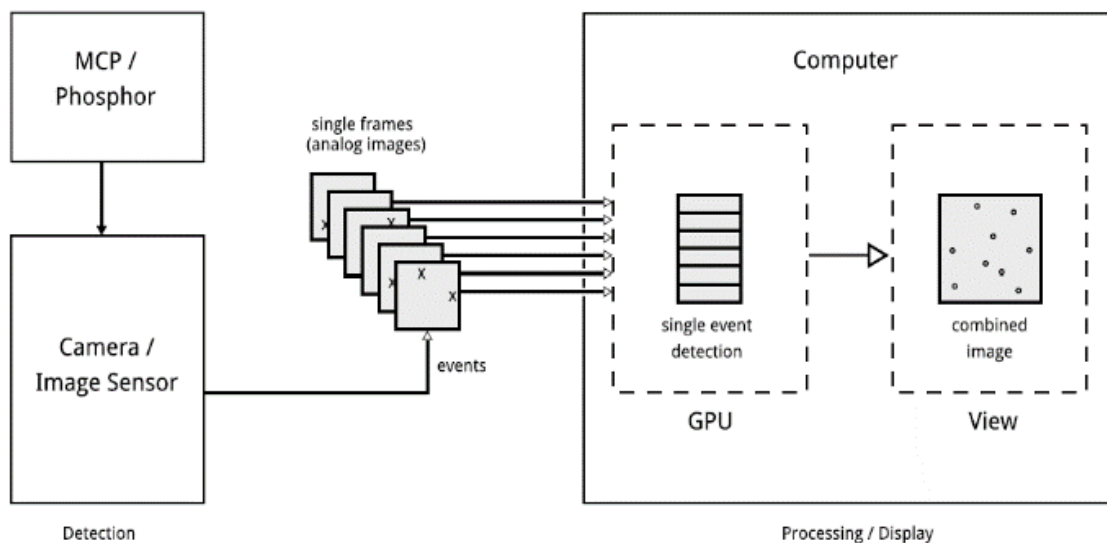 MCP /
Phosphor
Computer
single frames
(analog images)
X
X
X
X
X
Camera /
Image Sensor
events
single event
detection
combined
image
GPU
View
Detection
Processing / Display